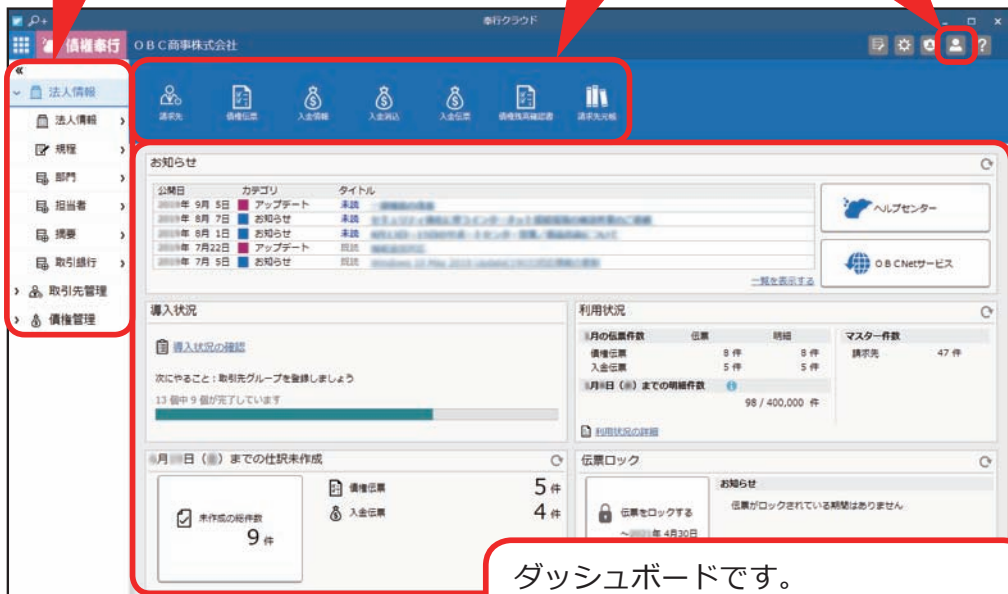 奉行クラウド
債権奉行 OBC商事株式会社
法人情報
法人情報
規程
部門
担当者
摘要
取引銀行
取引先管理
債権管理
請求先 債権伝票 入金情報 入金消込 入金伝票 債権残高確認書 請求先元帳
お知らせ
公開日 カテゴリ タイトル
年 9月 5日 アップデート 未読
年 8月 7日 お知らせ 未読
年 8月 1日 お知らせ 未読
年 7月22日 アップデート 既読
年 7月 5日 お知らせ 既読
一覧を表示する
ヘルプセンター
OBCNetサービス
導入状況
導入状況の確認
次にやること：取引先グループを登録しましょう
13 個中 9 個が完了しています
利用状況
月の伝票件数 伝票 明細 マスター件数
債権伝票 8 件 8 件 請求先 47 件
入金伝票 5 件 5 件
月 日（ ）までの明細件数
98 / 400,000 件
利用状況の詳細
月 日（ ）までの仕訳未作成
未作成の総件数
9 件
債権伝票 5 件
入金伝票 4 件
伝票ロック
伝票をロックする
～ 年 4月30日
お知らせ
伝票がロックされている期間はありません
ダッシュボードです。